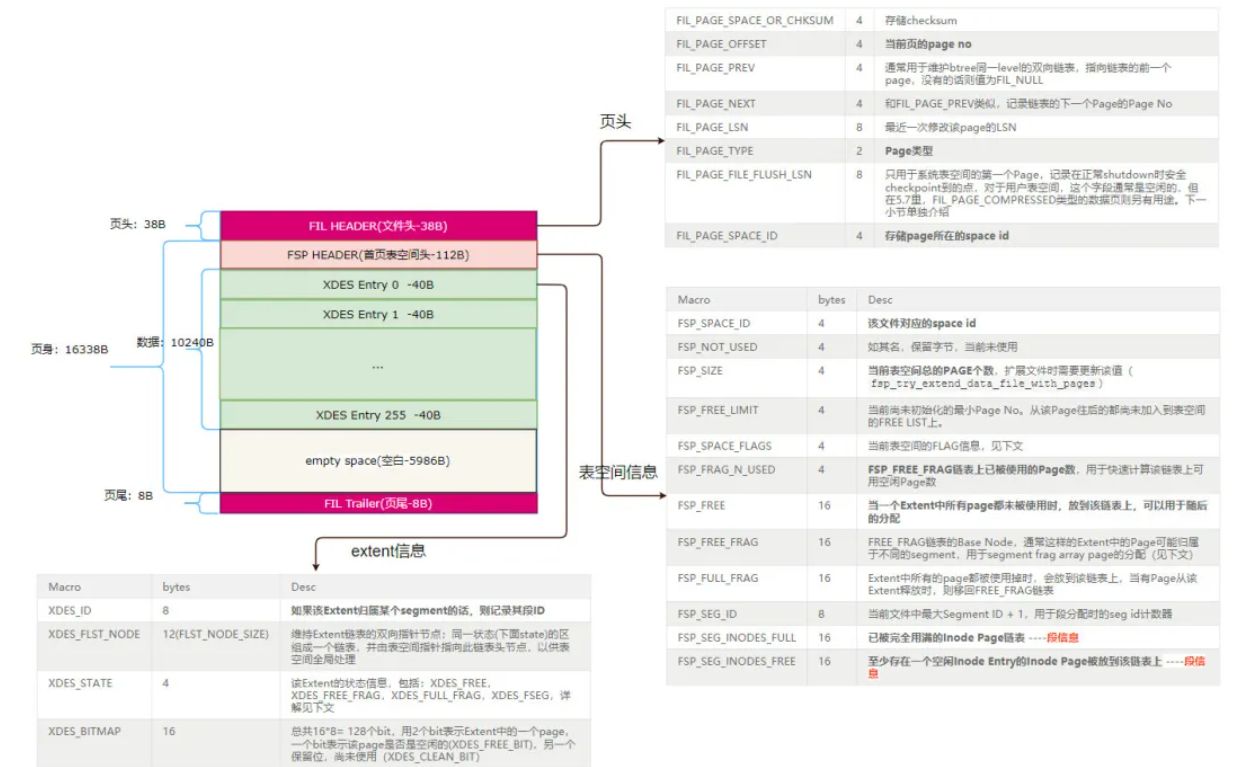 FIL_PAGE_SPACE_OR_CHKSUM 4 存储checksum
FIL_PAGE_OFFSET 4 当前页的page no
FIL_PAGE_PREV 4 通常用于维护btree同一level的双向链表，指向链表的前一个
page，没有的话则值为FIL_NULL
FIL_PAGE_NEXT 4 和FIL_PAGE_PREV类似，记录链表的下一个Page的Page No
FIL_PAGE_LSN 8 最近一次修改该page的LSN
FIL_PAGE_TYPE 2 Page类型
FIL_PAGE_FILE_FLUSH_LSN 8 只用于系统表空间的第一个Page，记录在正常shutdown时安全
checkpoint到的点，对于用户表空间，这个字段通常是空闲的，但
在5.7里，FIL_PAGE_COMPRESSED类型的数据页则另有用途。下一
小节单独介绍
FIL_PAGE_SPACE_ID 4 存储page所在的space id
页头
页头：38B
FIL HEADER(文件头-38B)
FSP HEADER(首页表空间头-112B)
XDES Entry 0 -40B
XDES Entry 1 -40B
数据：10240B
页身：16338B
...
XDES Entry 255 -40B
empty space(空白-5986B)
页尾：8B
FIL Trailer(页尾-8B)
表空间信息
extent信息
Macro bytes Desc
FSP_SPACE_ID 4 该文件对应的space id
FSP_NOT_USED 4 如其名，保留字节，当前未使用
FSP_SIZE 4 当前表空间总的PAGE个数，扩展文件时需要更新该值（
fsp_try_extend_data_file_with_pages）
FSP_FREE_LIMIT 4 当前尚未初始化的最小Page No。从该Page往后的都尚未加入到表空间
的FREE LIST上。
FSP_SPACE_FLAGS 4 当前表空间的FLAG信息，见下文
FSP_FRAG_N_USED 4 FSP_FREE_FRAG链表上已被使用的Page数，用于快速计算该链表上可
用空闲Page数
FSP_FREE 16 当一个Extent中所有page都未被使用时，放到该链表上，可以用于随后
的分配
FSP_FREE_FRAG 16 FREE_FRAG链表的Base Node，通常这样的Extent中的Page可能归属
于不同的segment，用于segment frag array page的分配（见下文）
FSP_FULL_FRAG 16 Extent中所有的page都被使用掉时，会放到该链表上，当有Page从该
Extent释放时，则移回FREE_FRAG链表
FSP_SEG_ID 8 当前文件中最大Segment ID + 1，用于段分配时的seg id计数器
FSP_SEG_INODES_FULL 16 已被完全用满的Inode Page链表 ----段信息
FSP_SEG_INODES_FREE 16 至少存在一个空闲Inode Entry的Inode Page被放到该链表上 ----段信
息
Macro bytes Desc
XDES_ID 8 如果该Extent归属某个segment的话，则记录其段ID
XDES_FLST_NODE 12(FLST_NODE_SIZE) 维持Extent链表的双向指针节点；同一状态(下面state)的区
组成一个链表，并由表空间指针指向此链表头节点，以供表
空间全局处理
XDES_STATE 4 该Extent的状态信息，包括：XDES_FREE,
XDES_FREE_FRAG, XDES_FULL_FRAG, XDES_FSEG，详
解见下文
XDES_BITMAP 16 总共16*8= 128个bit，用2个bit表示Extent中的一个page，
一个bit表示该page是否是空闲的(XDES_FREE_BIT)，另一个
保留位，尚未使用（XDES_CLEAN_BIT）